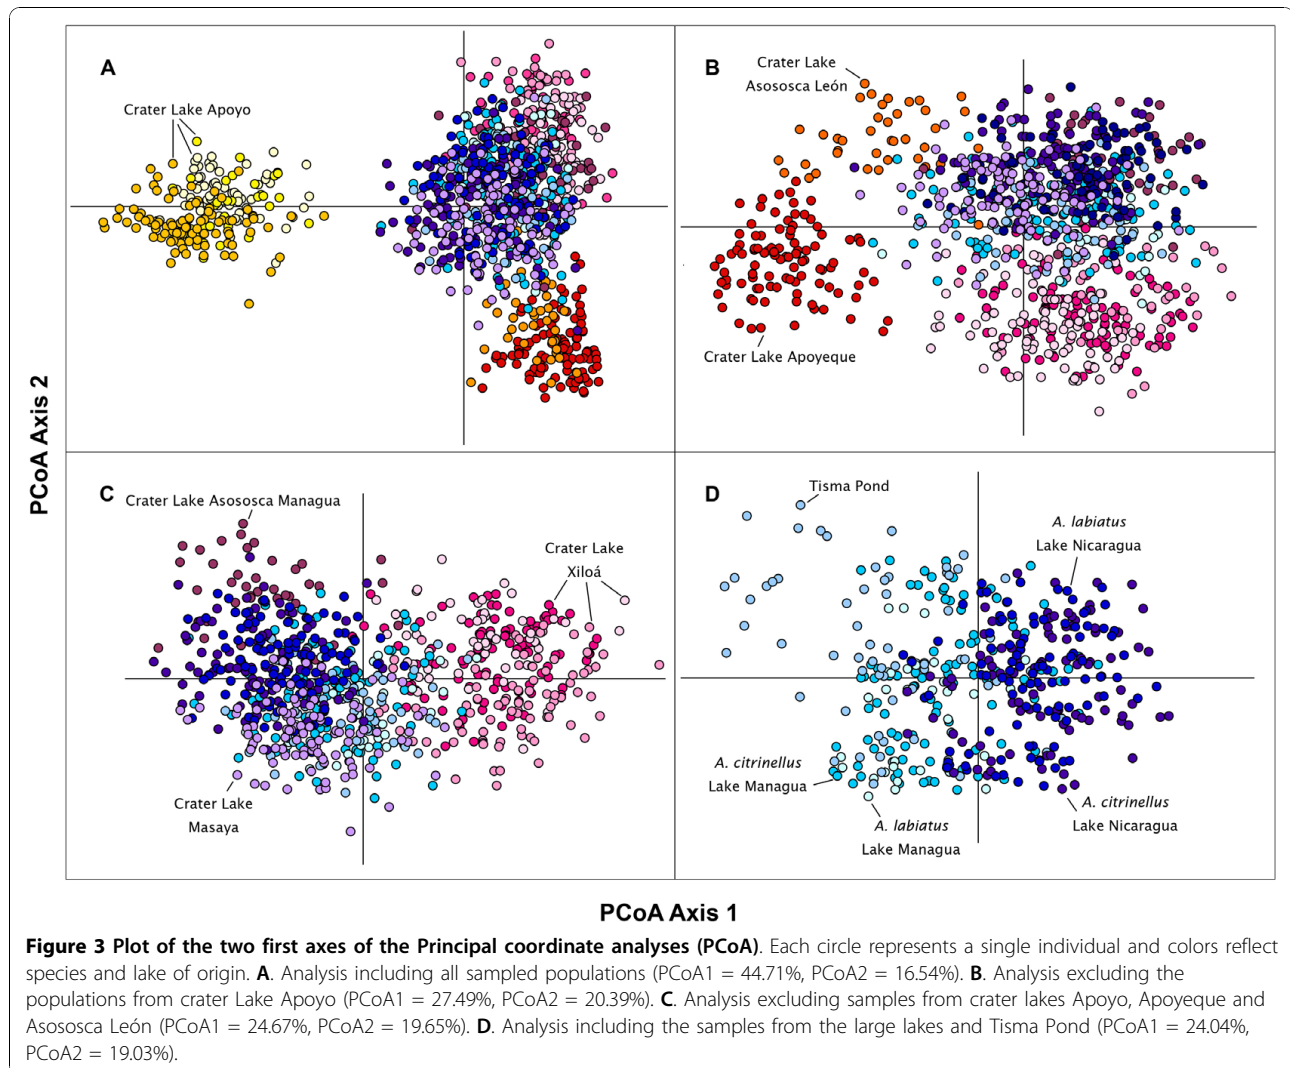 A
Crater Lake Apoyo
B
Crater Lake
Asososca León
Crater Lake Apoyeque
PCoA Axis 2
C
Crater Lake Asososca Managua
Crater Lake
Xiloá
Crater Lake
Masaya
D
Tisma Pond
A. labiatus
Lake Nicaragua
A. citrinellus
Lake Managua
A. labiatus
Lake Managua
A. citrinellus
Lake Nicaragua
PCoA Axis 1
Figure 3 Plot of the two first axes of the Principal coordinate analyses (PCoA). Each circle represents a single individual and colors reflect
species and lake of origin. A. Analysis including all sampled populations (PCoA1 = 44.71%, PCoA2 = 16.54%). B. Analysis excluding the
populations from crater Lake Apoyo (PCoA1 = 27.49%, PCoA2 = 20.39%). C. Analysis excluding samples from crater lakes Apoyo, Apoyeque and
Asososca León (PCoA1 = 24.67%, PCoA2 = 19.65%). D. Analysis including the samples from the large lakes and Tisma Pond (PCoA1 = 24.04%,
PCoA2 = 19.03%).